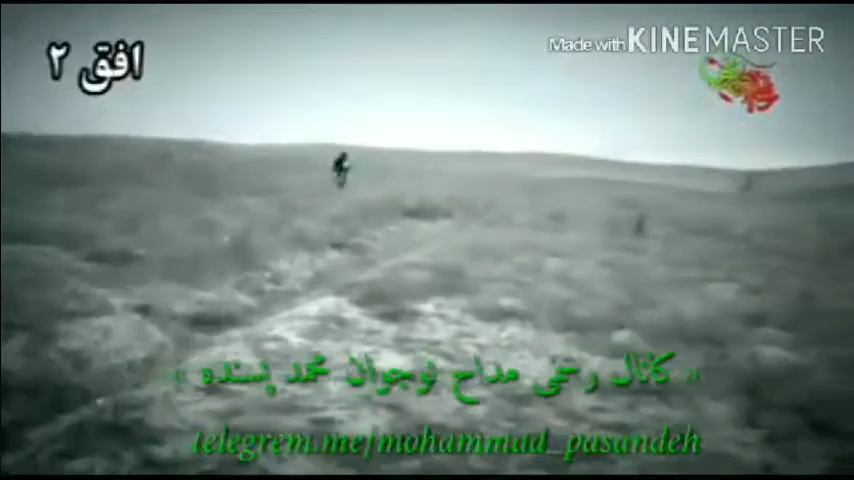 افق ۲
Made with KINEMASTER
« کانال رسمی مداح نوجوان محمد پسنده »
telegrem.me/mohammad_pasandeh